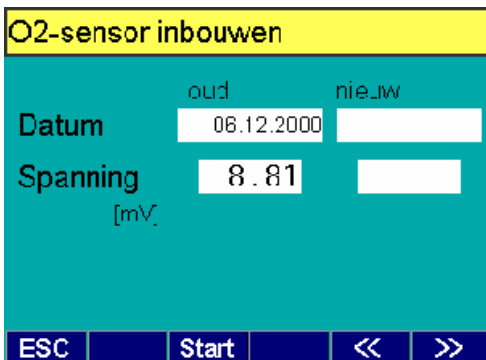 O2-sensor inbouwen
oud nieuw
Datum 06.12.2000
Spanning 8.81
[mV]
ESC Start << >>